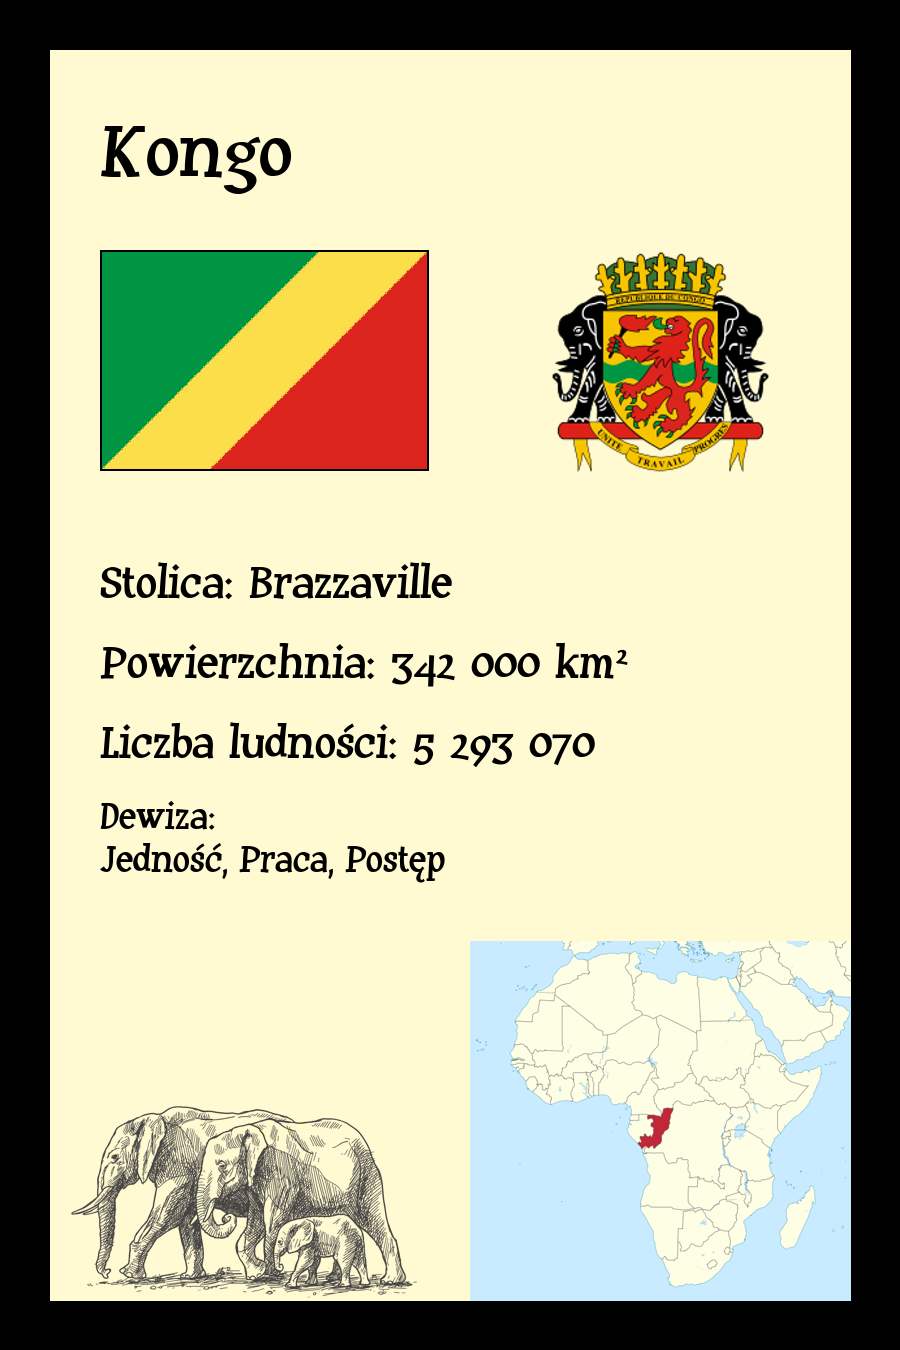 Kongo
REPUBLIQUE DU CONGO
UNITE TRAVAIL PROGRES
Stolica: Brazzaville
Powierzchnia: 342 000 km²
Liczba ludności: 5 293 070
Dewiza:
Jedność, Praca, Postęp